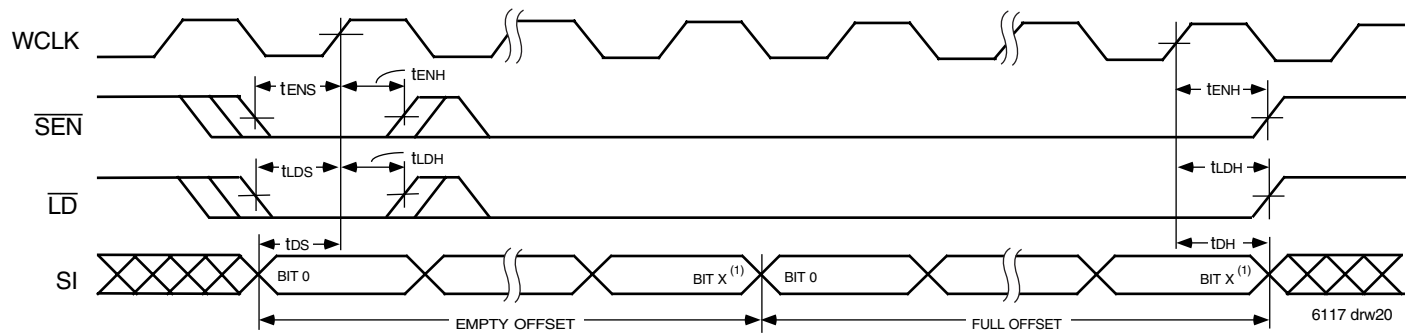 WCLK
tENS
tENH
tENH
SEN
tLDS
tLDH
tLDH
LD
tDS
tDH
SI
BIT 0
BIT X (1)
BIT 0
BIT X (1)
EMPTY OFFSET
FULL OFFSET
6117 drw20